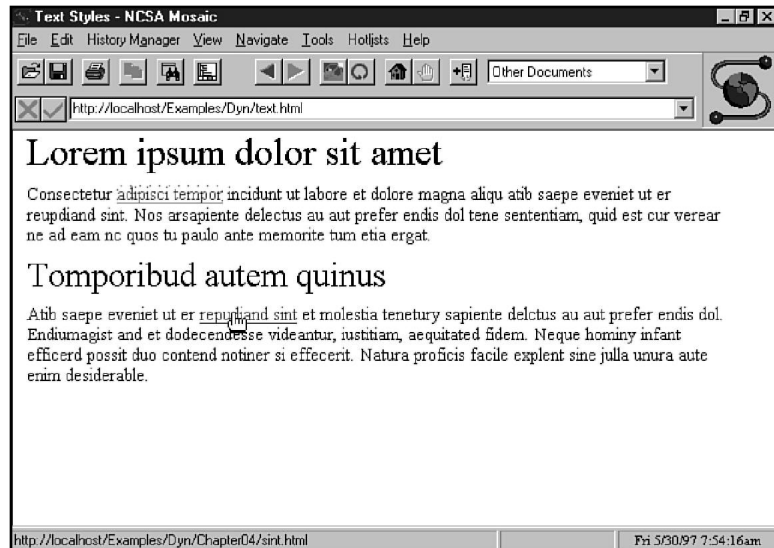 Text Styles - NCSA Mosaic
File Edit History Manager View Navigate Tools Hotlists Help
Other Documents
http://localhost/Examples/Dyn/text.html
Lorem ipsum dolor sit amet
Consectetur adipisci tempor incidunt ut labore et dolore magna aliqu atib saepe eveniet ut er
reupdiand sint. Nos arsapiente delectus au aut prefer endis dol tene sententiam, quid est cur verear
ne ad eam nc quos tu paulo ante memorite tum etia ergat.
Tomporibud autem quinus
Atib saepe eveniet ut er repudiand sint et molestia tenetury sapiente delctus au aut prefer endis dol.
Endiumagist and et dodecendesse videantur, iustitiam, aequitated fidem. Neque hominy infant
efficerd possit duo contend notiner si effecerit. Natura proficis facile explent sine julla unura aute
enim desiderable.
http://localhost/Examples/Dyn/Chapter04/sint.html
Fri 5/30/97 7:54:16am